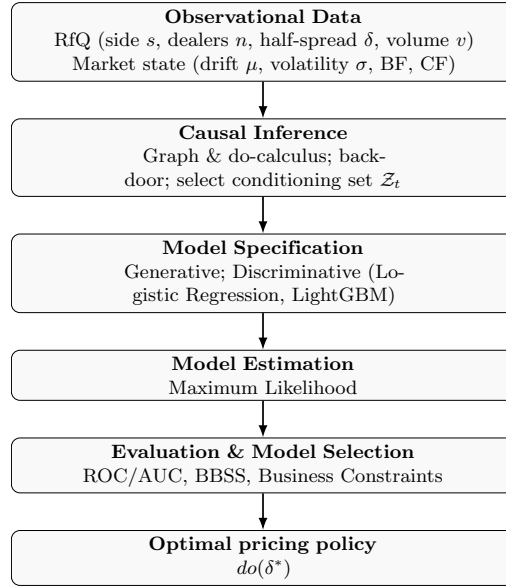 Observational Data
RfQ (side s, dealers n, half-spread δ, volume v)
Market state (drift μ, volatility σ, BF, CF)
Causal Inference
Graph & do-calculus; back-
door; select conditioning set 𝒵ₜ
Model Specification
Generative; Discriminative (Lo-
gistic Regression, LightGBM)
Model Estimation
Maximum Likelihood
Evaluation & Model Selection
ROC/AUC, BBSS, Business Constraints
Optimal pricing policy
do(δ*)